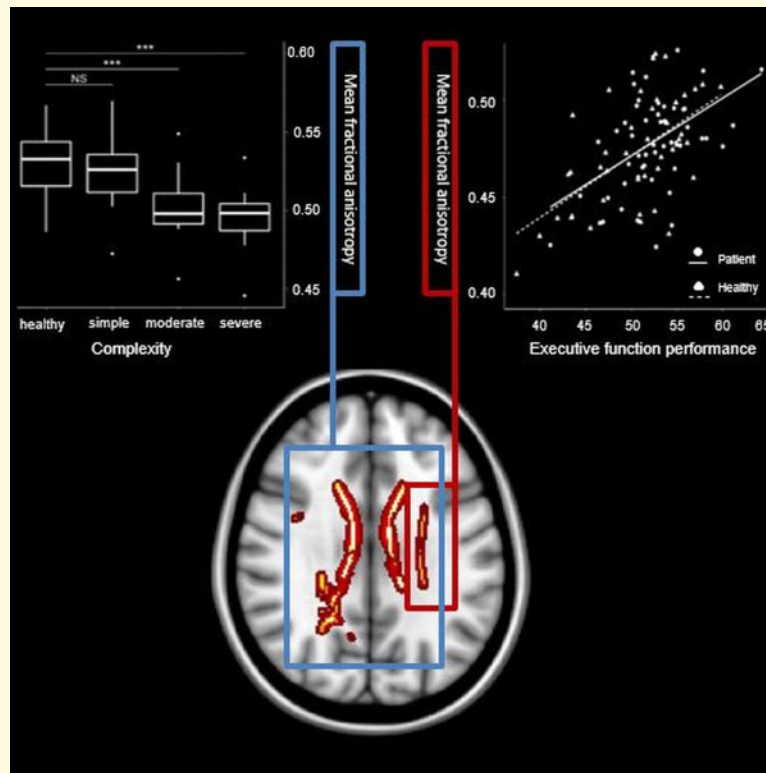 ***
***
NS
0.60
0.55
0.50
0.45
healthy simple moderate severe
Complexity
Mean fractional anisotropy
Mean fractional anisotropy
0.50
0.45
0.40
Patient
Healthy
40 45 50 55 60 65
Executive function performance